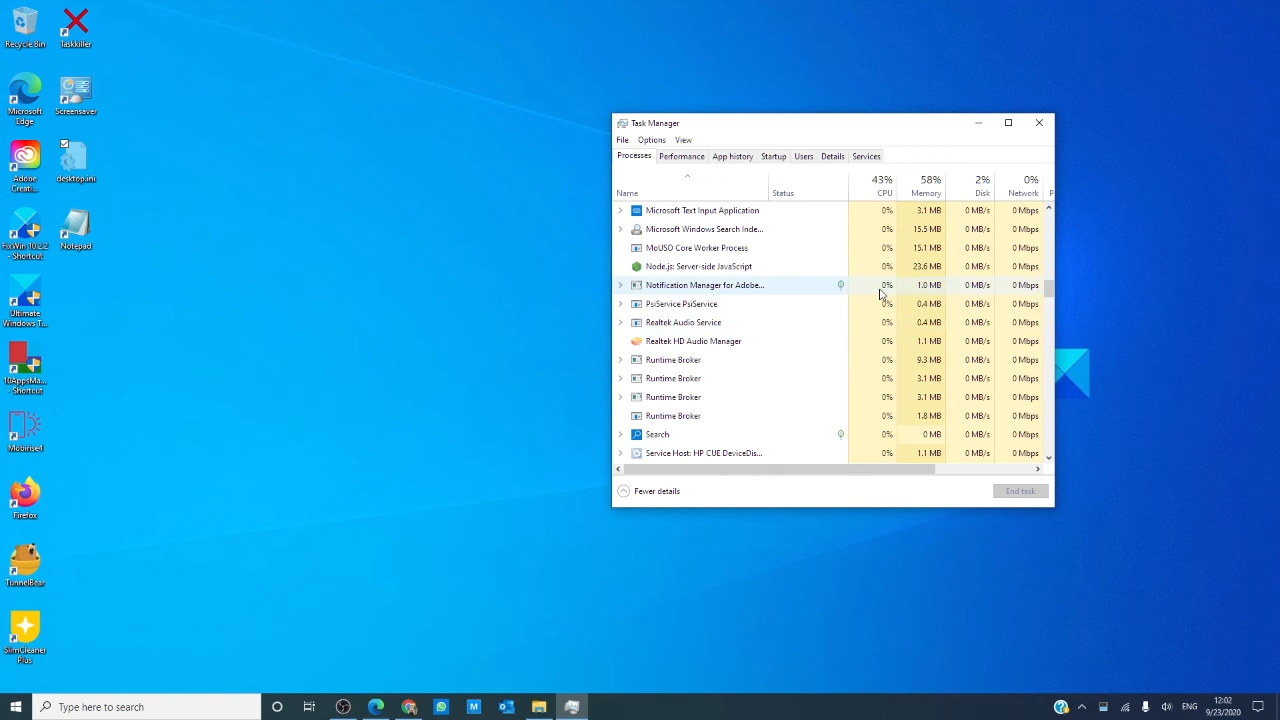 Recycle Bin
Taskkiller
Microsoft
Edge
Screensaver
Adobe
Creati...
desktop.ini
FixWin 10.2.2
- Shortcut
Notepad
Ultimate
Windows T...
10AppsMa...
- Shortcut
Mobirise4
Firefox
TunnelBear
SlimCleaner
Plus
Task Manager
File Options View
Processes Performance App history Startup Users Details Services
43% 58% 2% 0%
Name Status CPU Memory Disk Network P
Microsoft Text Input Application 0% 3.1 MB 0 MB/s 0 Mbps
Microsoft Windows Search Inde... 0% 15.5 MB 0 MB/s 0 Mbps
MoUSO Core Worker Process 0% 15.1 MB 0 MB/s 0 Mbps
Node.js: Server-side JavaScript 0% 23.6 MB 0 MB/s 0 Mbps
Notification Manager for Adobe... 0% 1.0 MB 0 MB/s 0 Mbps
PsiService PsiService 0% 0.4 MB 0 MB/s 0 Mbps
Realtek Audio Service 0% 0.4 MB 0 MB/s 0 Mbps
Realtek HD Audio Manager 0% 1.1 MB 0 MB/s 0 Mbps
Runtime Broker 0% 9.3 MB 0 MB/s 0 Mbps
Runtime Broker 0% 3.1 MB 0 MB/s 0 Mbps
Runtime Broker 0% 3.1 MB 0 MB/s 0 Mbps
Runtime Broker 0% 1.8 MB 0 MB/s 0 Mbps
Search 0% 0 MB 0 MB/s 0 Mbps
Service Host: HP CUE DeviceDis... 0% 1.1 MB 0 MB/s 0 Mbps
Fewer details End task
Type here to search
M
ENG
12:02
9/23/2020